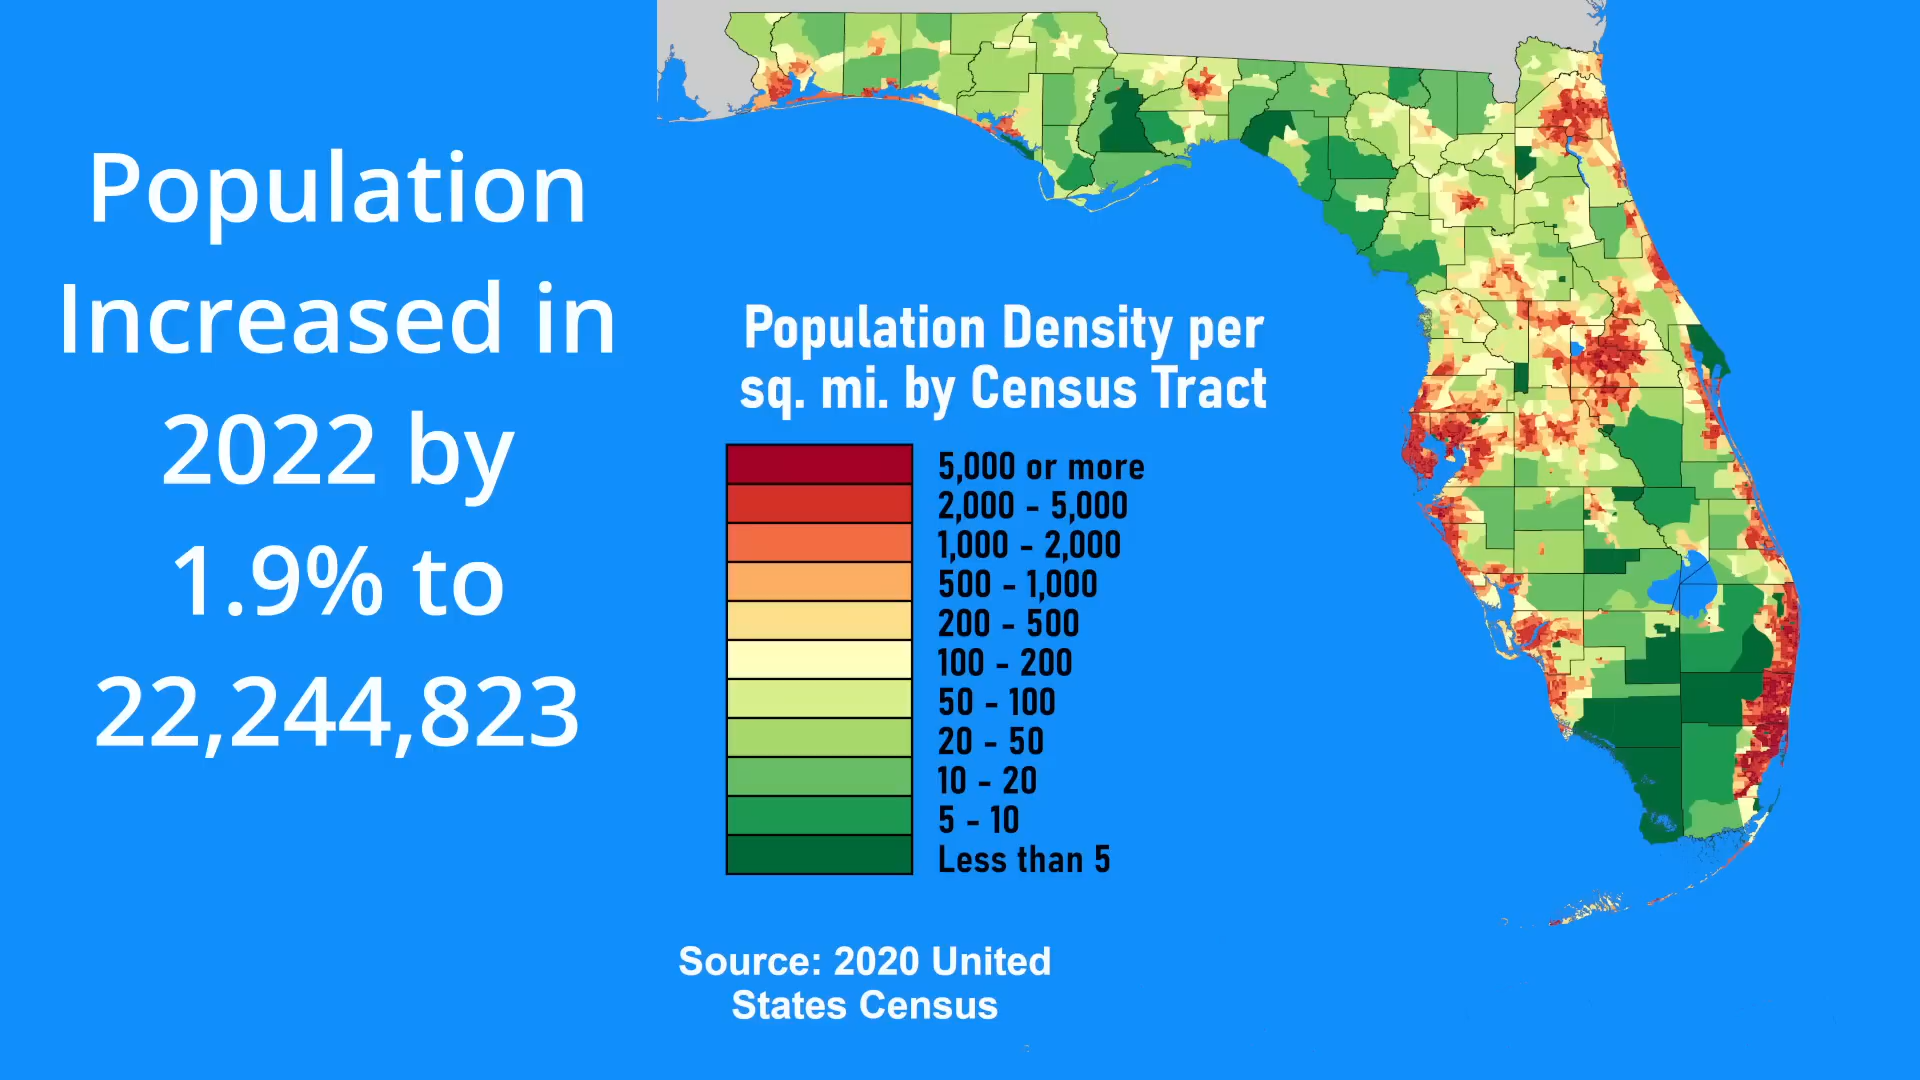 Population
Increased in
2022 by
1.9% to
22,244,823
Population Density per
sq. mi. by Census Tract
5,000 or more
2,000 - 5,000
1,000 - 2,000
500 - 1,000
200 - 500
100 - 200
50 - 100
20 - 50
10 - 20
5 - 10
Less than 5
Source: 2020 United
States Census